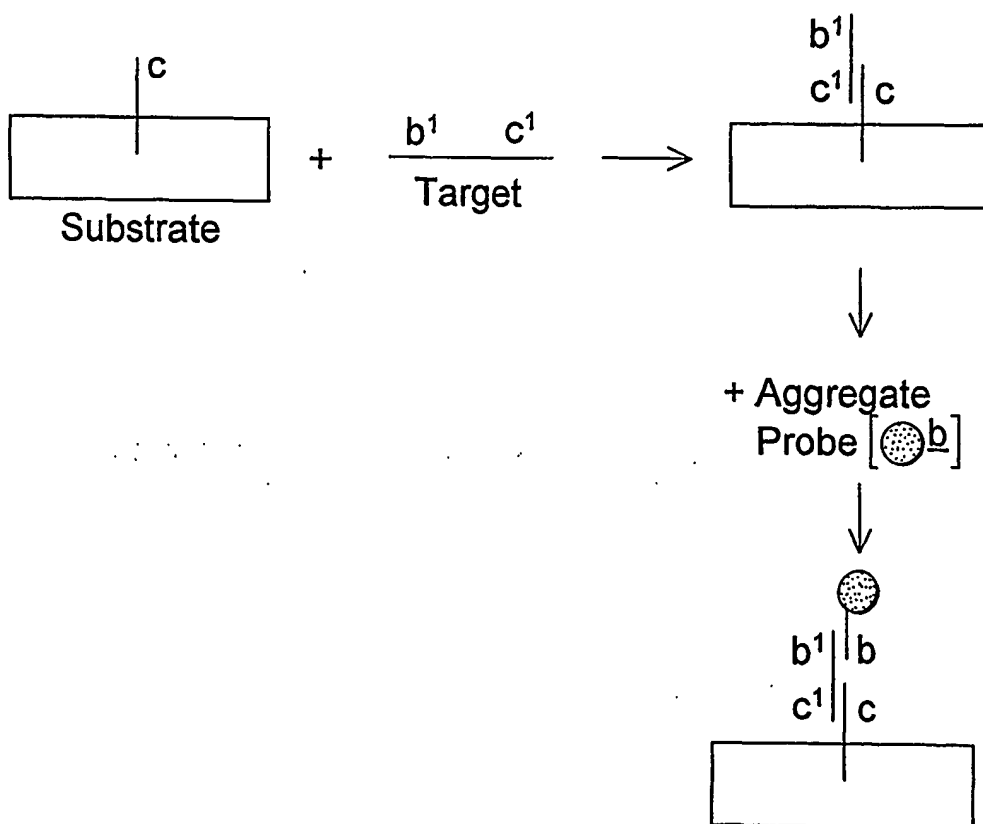 c
+
b¹ c¹
Target
Substrate
b¹
c¹ c
+ Aggregate
Probe [ b]
b¹ b
c¹ c